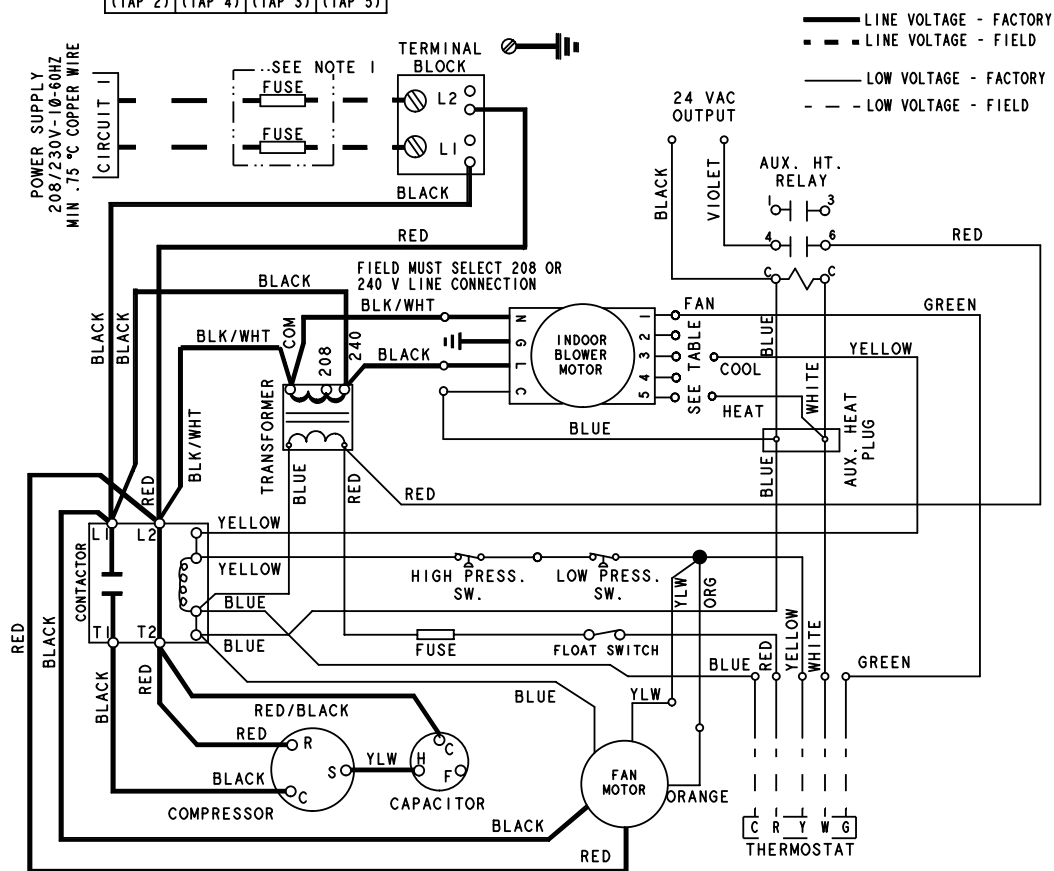 (TAP 2) (TAP 4) (TAP 3) (TAP 5)
LINE VOLTAGE - FACTORY
LINE VOLTAGE - FIELD
LOW VOLTAGE - FACTORY
LOW VOLTAGE - FIELD
POWER SUPPLY
208/230V-1Ø-60HZ
MIN .75 °C COPPER WIRE
CIRCUIT 1
SEE NOTE 1
FUSE
FUSE
TERMINAL
BLOCK
L2
L1
BLACK
RED
24 VAC
OUTPUT
BLACK
VIOLET
AUX. HT.
RELAY
1
3
4
6
C
C
RED
FIELD MUST SELECT 208 OR
240 V LINE CONNECTION
BLACK
BLK/WHT
BLACK
BLACK
BLK/WHT
COM
208
240
BLACK
N
G
L
C
INDOOR
BLOWER
MOTOR
1
2
3
4
5
FAN
SEE TABLE
COOL
HEAT
GREEN
YELLOW
BLUE
WHITE
BLUE
AUX. HEAT
PLUG
BLUE
TRANSFORMER
BLK/WHT
RED
BLUE
RED
RED
L1
L2
CONTACTOR
T1
T2
YELLOW
YELLOW
BLUE
BLUE
HIGH PRESS.
SW.
LOW PRESS.
SW.
YLW
ORG
FUSE
FLOAT SWITCH
BLUE
RED
YELLOW
WHITE
GREEN
RED
BLACK
BLACK
RED
BLUE
YLW
RED/BLACK
RED
BLACK
R
S
C
YLW
H
C
F
COMPRESSOR
CAPACITOR
FAN
MOTOR
ORANGE
BLACK
RED
C R Y W G
THERMOSTAT